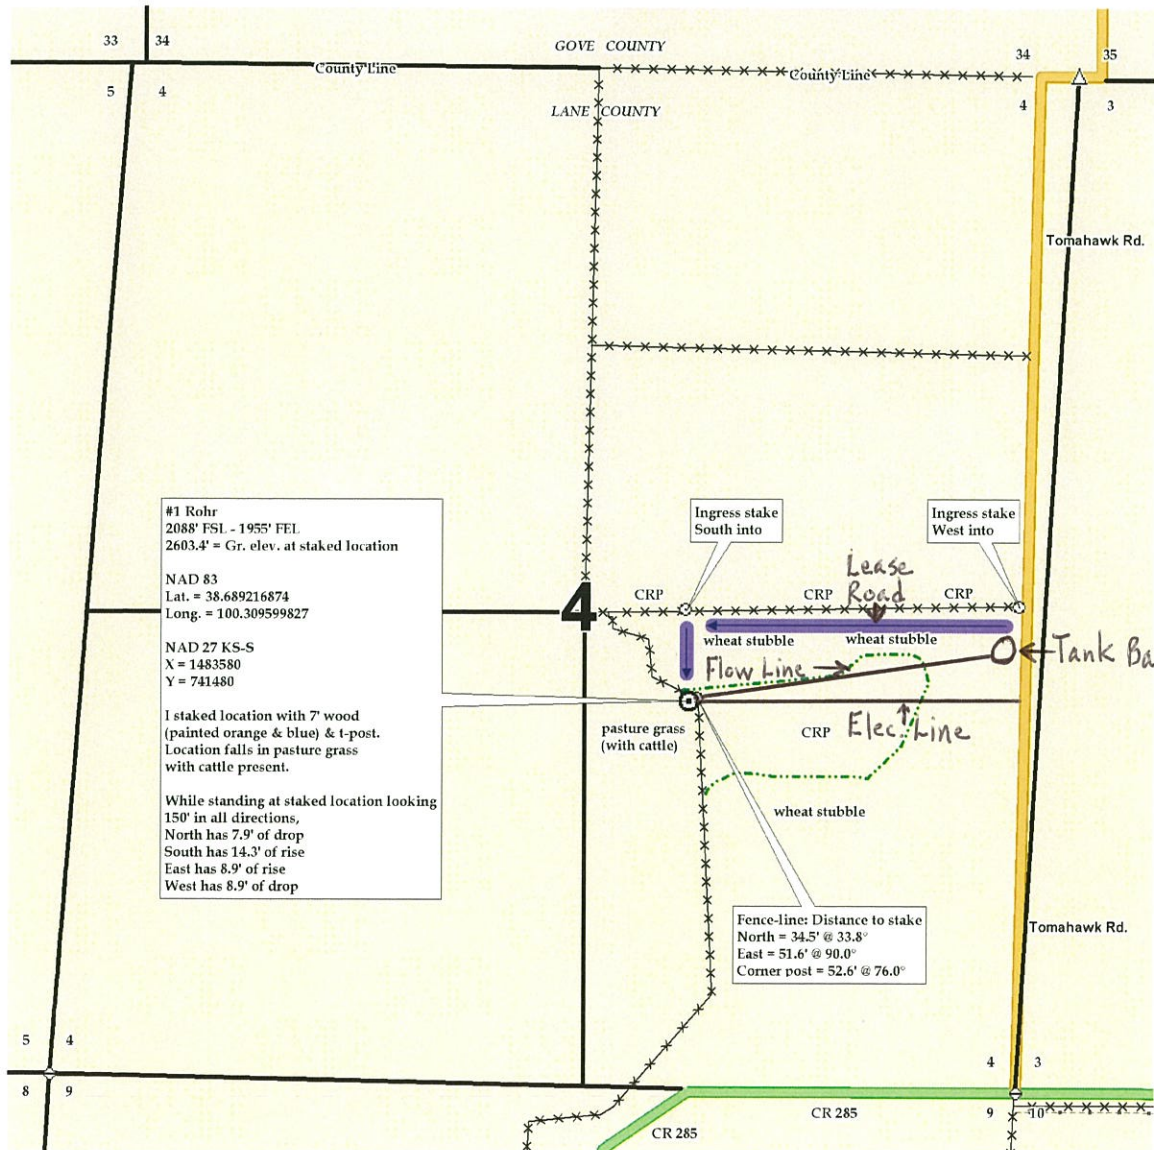 33 34
GOVE COUNTY
34 35
County Line
County Line
5 4
LANE COUNTY
4 3
Tomahawk Rd.
#1 Rohr
2088' FSL - 1955' FEL
2603.4' = Gr. elev. at staked location
NAD 83
Lat. = 38.689216874
Long. = 100.309599827
NAD 27 KS-S
X = 1483580
Y = 741480
I staked location with 7' wood
(painted orange & blue) & t-post.
Location falls in pasture grass
with cattle present.
While standing at staked location looking
150' in all directions,
North has 7.9' of drop
South has 14.3' of rise
East has 8.9' of rise
West has 8.9' of drop
Ingress stake
South into
Ingress stake
West into
Lease
Road
4
CRP
CRP
CRP
wheat stubble
wheat stubble
Tank Ba
Flow Line
pasture grass
(with cattle)
CRP
Elec. Line
wheat stubble
Fence-line: Distance to stake
North = 34.5' @ 33.8°
East = 51.6' @ 90.0°
Corner post = 52.6' @ 76.0°
Tomahawk Rd.
5 4
4 3
8 9
9 10
CR 285
CR 285